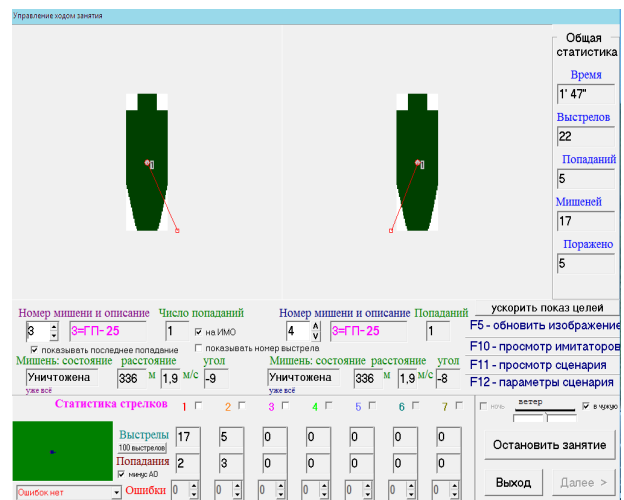 Управление ходом занятия
Общая
статистика
Время
1' 47"
Выстрелов
22
Попаданий
5
Мишеней
17
Поражено
5
1
1
Номер мишени и описание Число попаданий
3 3=ГП-25 1 на ИМО
показывать последнее попадание показывать номер выстрела
Мишень: состояние расстояние угол
Уничтожена 336 м 1,9 м/с -9
уже всё
Номер мишени и описание Попаданий
4 3=ГП-25 1
Мишень: состояние расстояние угол
Уничтожена 336 м 1,9 м/с -8
уже всё
ускорить показ целей
F5 - обновить изображение
F10 - просмотр имитаторов
F11 - просмотр сценария
F12 - параметры сценария
Статистика стрелков 1 2 3 4 5 6 7
Выстрелы 17 5 0 0 0 0 0
100 выстрелов
Попадания 2 3 0 0 0 0 0
минус АО
Ошибок нет Ошибки 0 0 0 0 0 0 0
ночь ветер в чужую
Остановить занятие
Выход Далее >